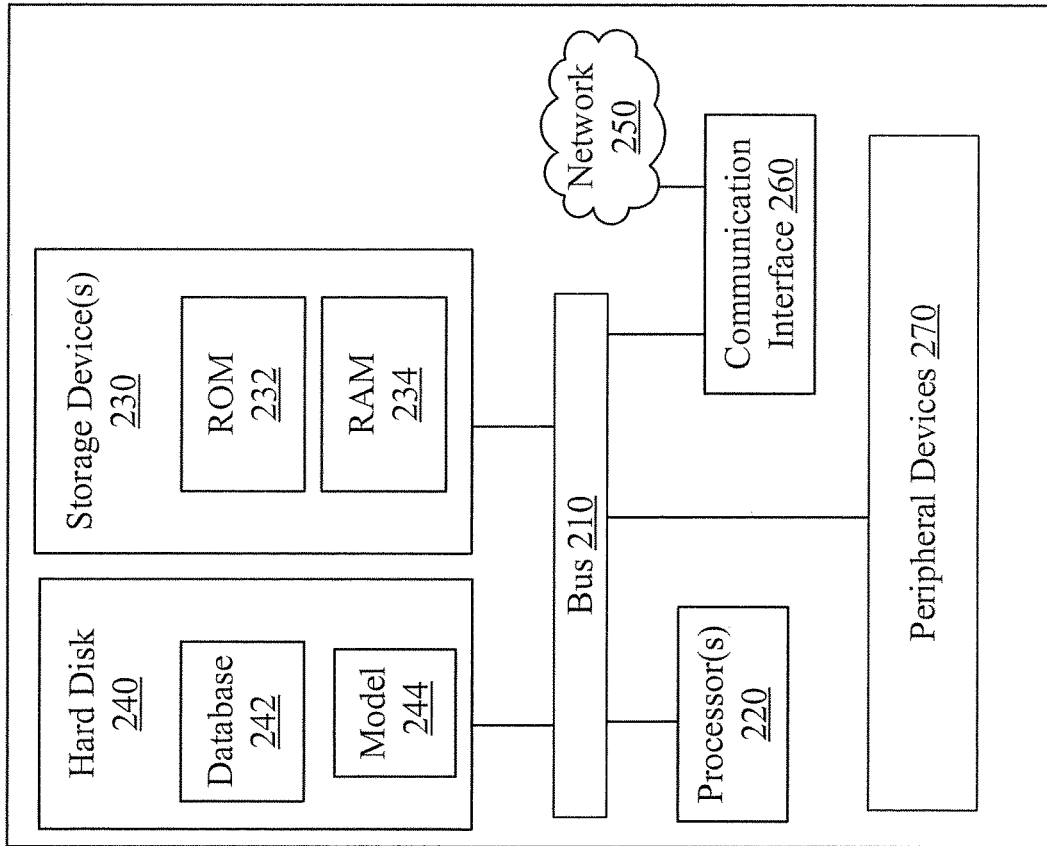 Hard Disk
240
Database
242
Model
244
Storage Device(s)
230
ROM
232
RAM
234
Bus 210
Network
250
Processor(s)
220
Communication
Interface 260
Peripheral Devices 270